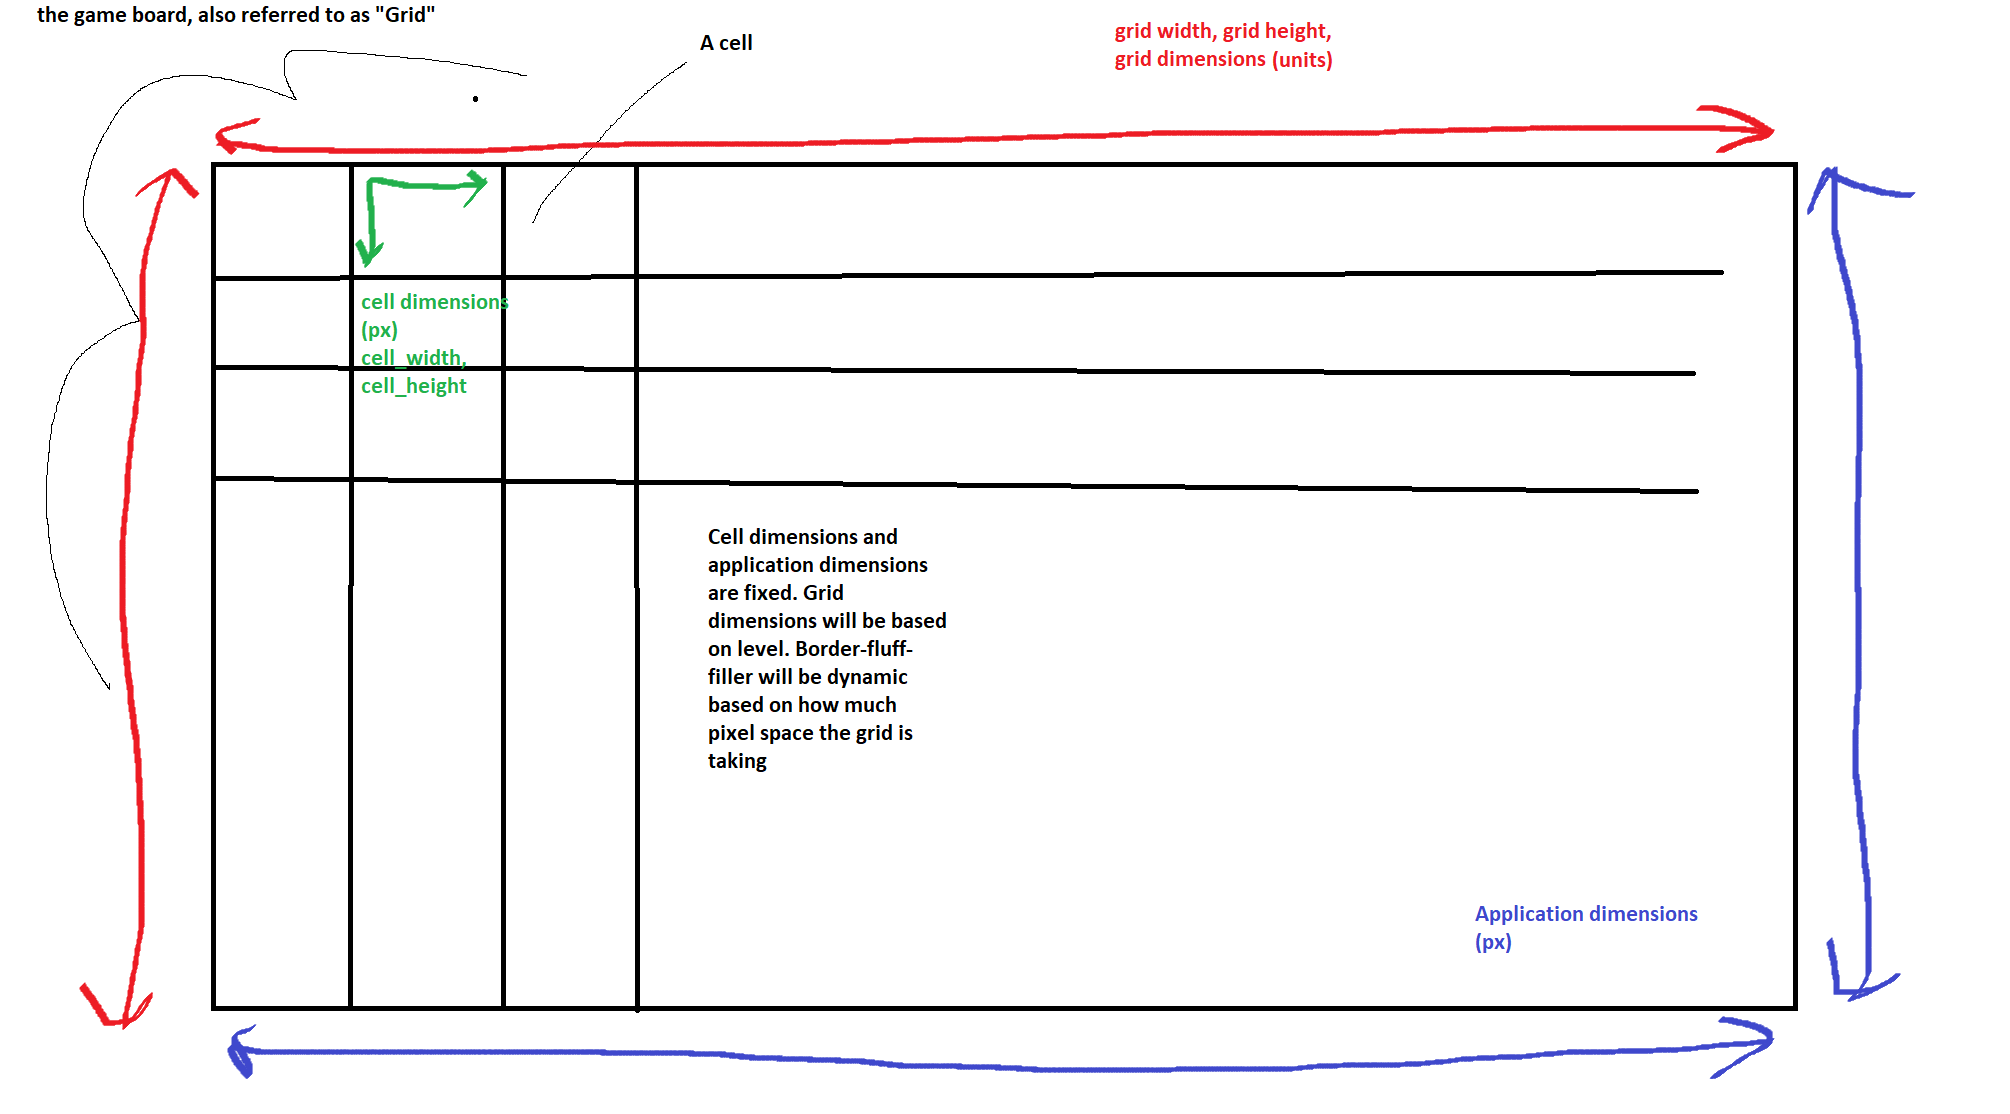 the game board, also referred to as "Grid"
A cell
grid width, grid height,
grid dimensions (units)
cell dimensions
(px)
cell_width,
cell_height
Cell dimensions and
application dimensions
are fixed. Grid
dimensions will be based
on level. Border-fluff-
filler will be dynamic
based on how much
pixel space the grid is
taking
Application dimensions
(px)